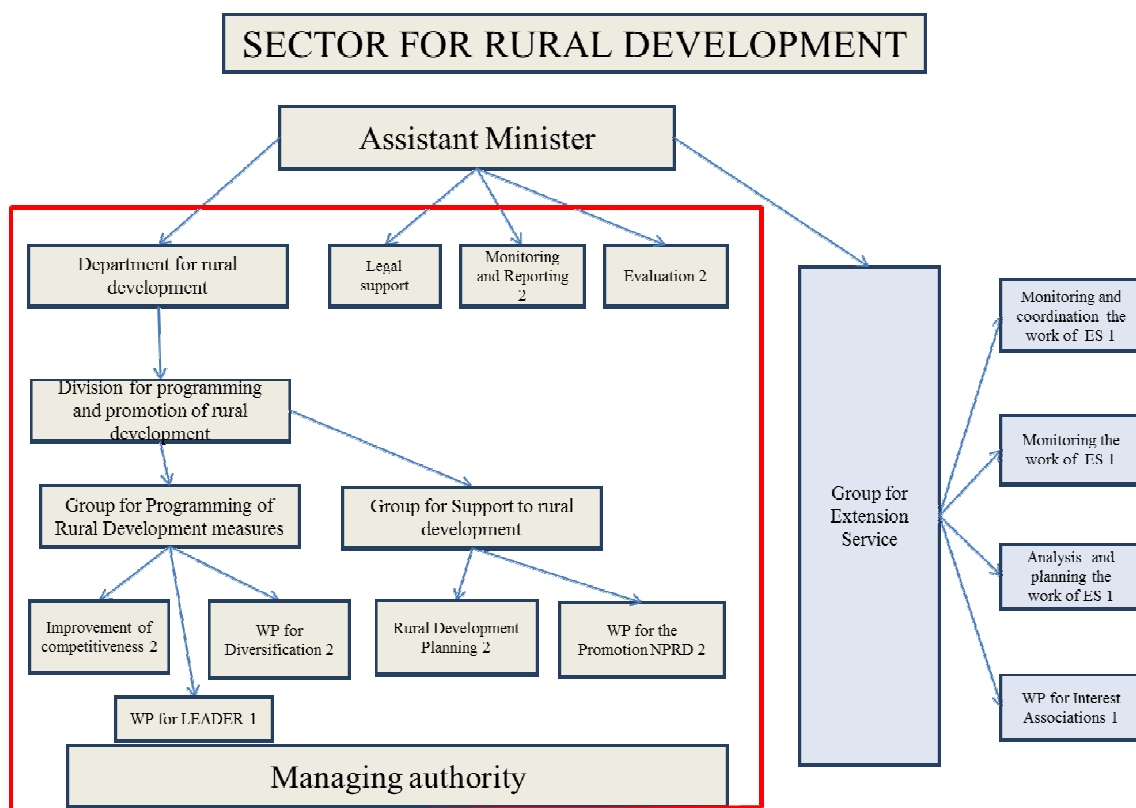 SECTOR FOR RURAL DEVELOPMENT
Assistant Minister
Department for rural
development
Legal
support
Monitoring
and Reporting
2
Evaluation 2
Division for programming
and promotion of rural
development
Group for Programming of
Rural Development measures
Group for Support to rural
development
Improvement of
competitiveness 2
WP for
Diversification 2
Rural Development
Planning 2
WP for the
Promotion NPRD 2
WP for LEADER 1
Managing authority
Group for
Extension
Service
Monitoring and
coordination the
work of ES 1
Monitoring the
work of ES 1
Analysis and
planning the
work of ES 1
WP for Interest
Associations 1